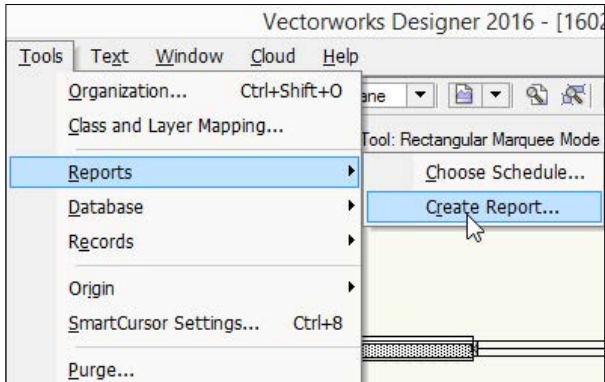 Vectorworks Designer 2016 - [1602
Tools Text Window Cloud Help
Organization... Ctrl+Shift+O
ane
Class and Layer Mapping...
Tool: Rectangular Marquee Mode
Reports
Choose Schedule...
Database
Create Report...
Records
Origin
SmartCursor Settings... Ctrl+8
Purge...